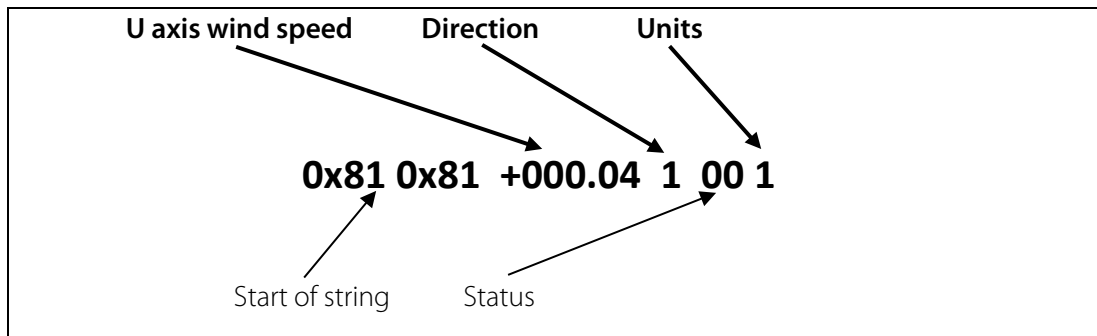 U axis wind speed Direction Units
0x81 0x81 +000.04 1 00 1
Start of string Status